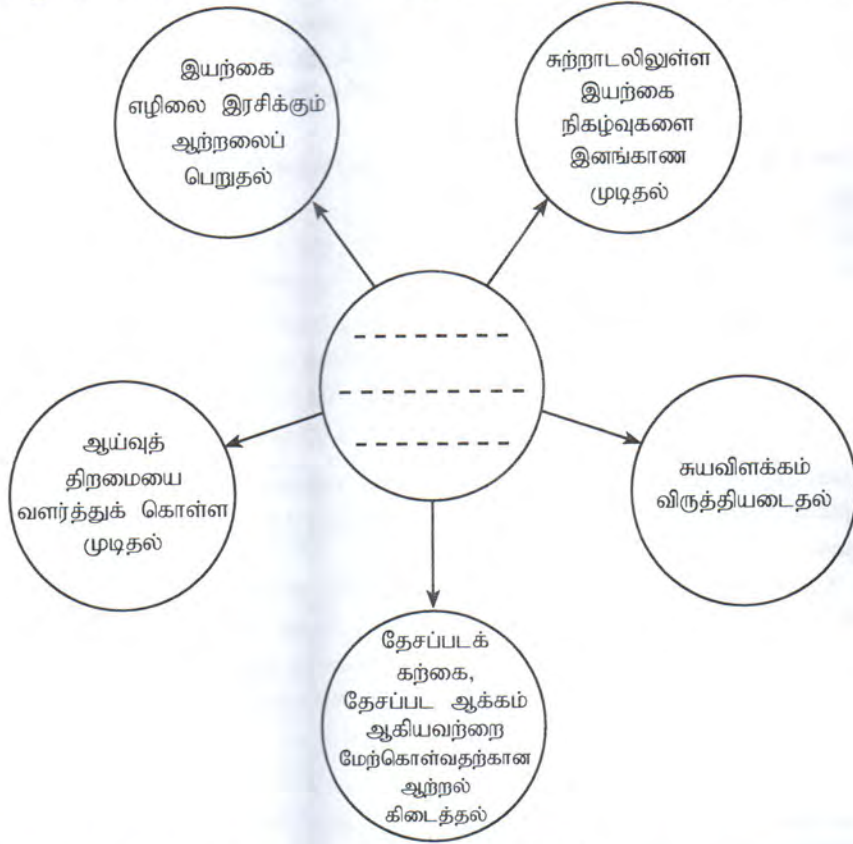 இயற்கை
எழிலை இரசிக்கும்
ஆற்றலைப்
பெறுதல்
சுற்றாடலிலுள்ள
இயற்கை
நிகழ்வுகளை
இனங்காண
முடிதல்
ஆய்வுத்
திறமையை
வளர்த்துக் கொள்ள
முடிதல்
சுயவிளக்கம்
விருத்தியடைதல்
தேசப்படக்
கற்கை,
தேசப்பட ஆக்கம்
ஆகியவற்றை
மேற்கொள்வதற்கான
ஆற்றல்
கிடைத்தல்